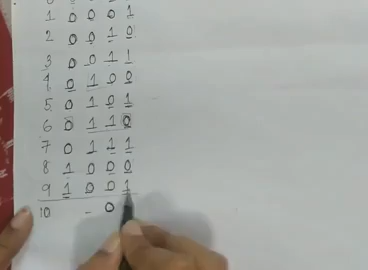 1 0 0 0 1
2 0 0 1 0
3 0 0 1 1
4 0 1 0 0
5 0 1 0 1
6 0 1 1 0
7 0 1 1 1
8 1 0 0 0
9 1 0 0 1
10 - 0